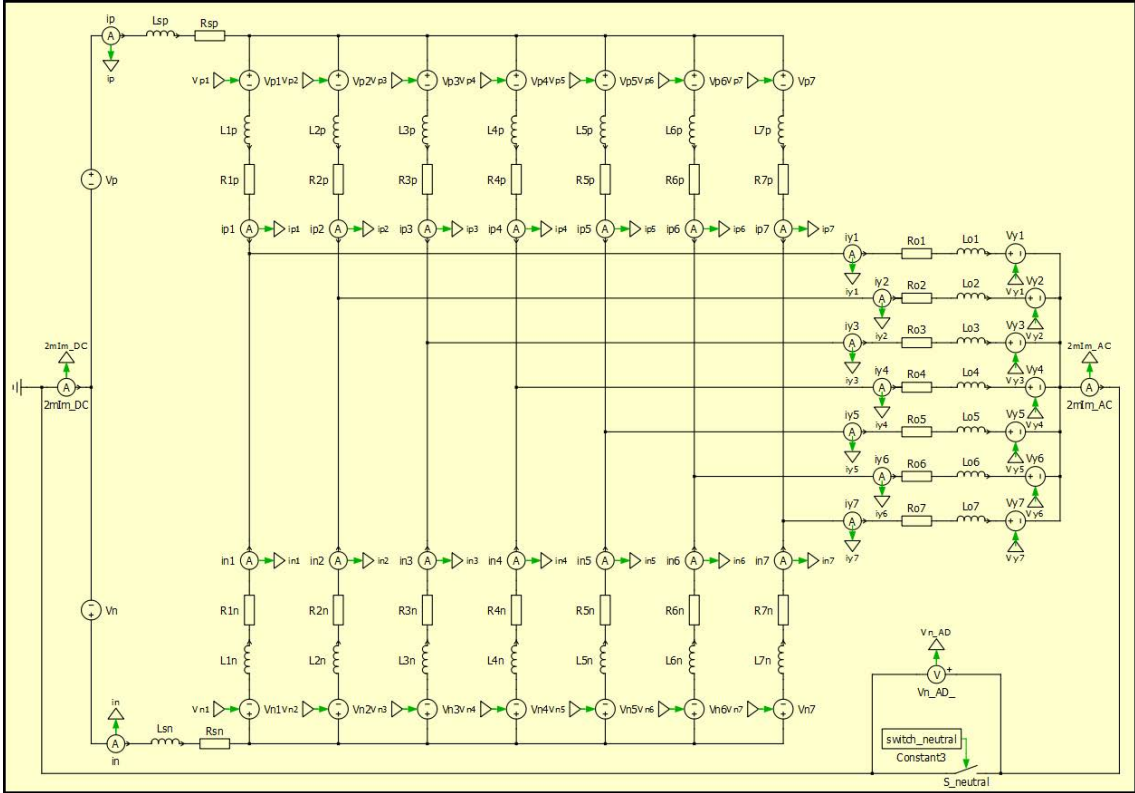 ip Lsp Rsp
ip
Vp1 Vp1 Vp2 Vp2 Vp3 Vp3 Vp4 Vp4 Vp5 Vp5 Vp6 Vp6 Vp7 Vp7
L1p L2p L3p L4p L5p L6p L7p
Vp R1p R2p R3p R4p R5p R6p R7p
ip1 ip1 ip2 ip2 ip3 ip3 ip4 ip4 ip5 ip5 ip6 ip6 ip7 ip7
iy1 Ro1 Lo1 Vy1
iy1 iy2 Ro2 Lo2 Vy1 Vy2
iy3 iy2 Ro3 Lo3 Vy3 Vy2
2mIm_DC iy3 iy4 Ro4 Lo4 Vy3 Vy4 2mIm_AC
2mIm_DC 2mIm_AC
iy5 iy4 Ro5 Lo5 Vy5 Vy4
iy5 iy6 Ro6 Lo6 Vy5 Vy6
iy7 iy6 Ro7 Lo7 Vy7 Vy6
iy7 Vy7
in1 in1 in2 in2 in3 in3 in4 in4 in5 in5 in6 in6 in7 in7
Vn R1n R2n R3n R4n R5n R6n R7n
L1n L2n L3n L4n L5n L6n L7n
Vn_AD
Vn_AD_
Vn1 Vn1 Vn2 Vn2 Vn3 Vn3 Vn4 Vn4 Vn5 Vn5 Vn6 Vn6 Vn7 Vn7
in Lsn Rsn
in
switch_neutral
Constant3
S_neutral